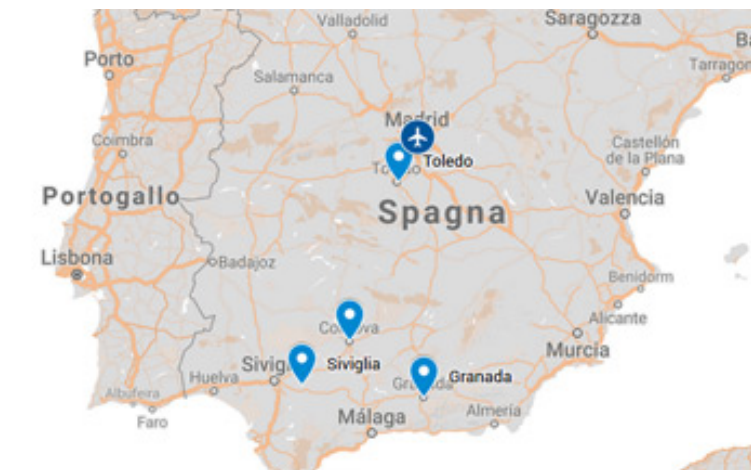 Valladolid
Saragozza
Porto
Tarragon
Salamanca
Madrid
Coimbra
Castellón
de la Plana
Toledo
Portogallo
Valencia
Spagna
Lisbona
Badajoz
Benidorm
Alicante
Siviglia
Murcia
Huelva
Granada
Albufeira
Faro
Málaga
Almería